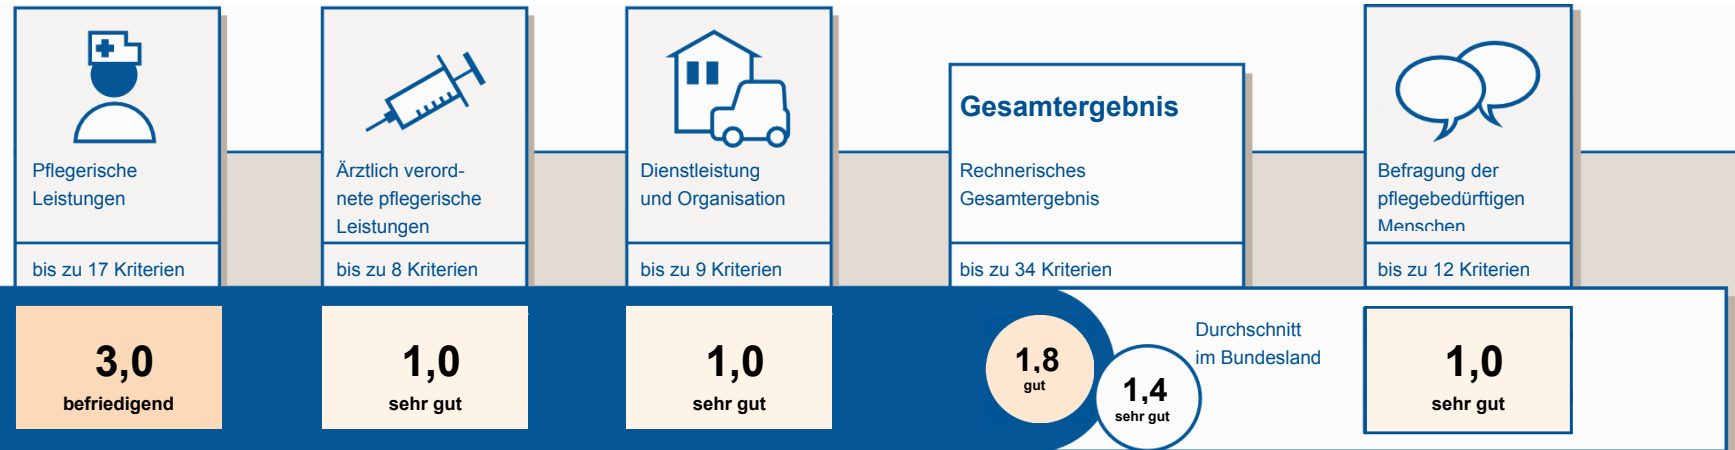 Pflegerische
Leistungen
bis zu 17 Kriterien
3,0
befriedigend
Ärztlich verord-
nete pflegerische
Leistungen
bis zu 8 Kriterien
1,0
sehr gut
Dienstleistung
und Organisation
bis zu 9 Kriterien
1,0
sehr gut
Gesamtergebnis
Rechnerisches
Gesamtergebnis
bis zu 34 Kriterien
1,8
gut
1,4
sehr gut
Durchschnitt
im Bundesland
Befragung der
pflegebedürftigen
Menschen
bis zu 12 Kriterien
1,0
sehr gut